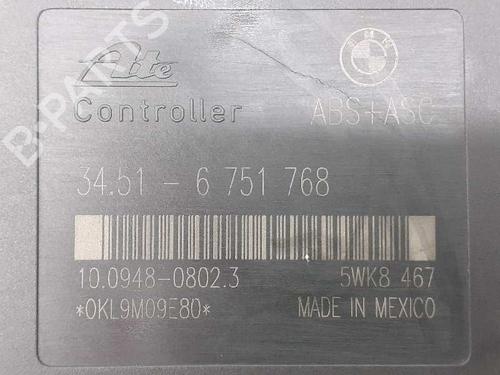 Ate
BMW
Controller
ABS+ASC
34.51 - 6 751 768
10.0948-0802.3
5WK8 467
*0KL9M09E80*
MADE IN MEXICO
B-PARTS